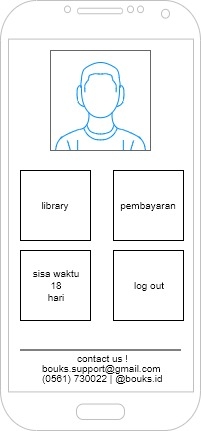 library
pembayaran
sisa waktu
18
hari
log out
contact us !
bouks.support@gmail.com
(0561) 730022 | @bouks.id